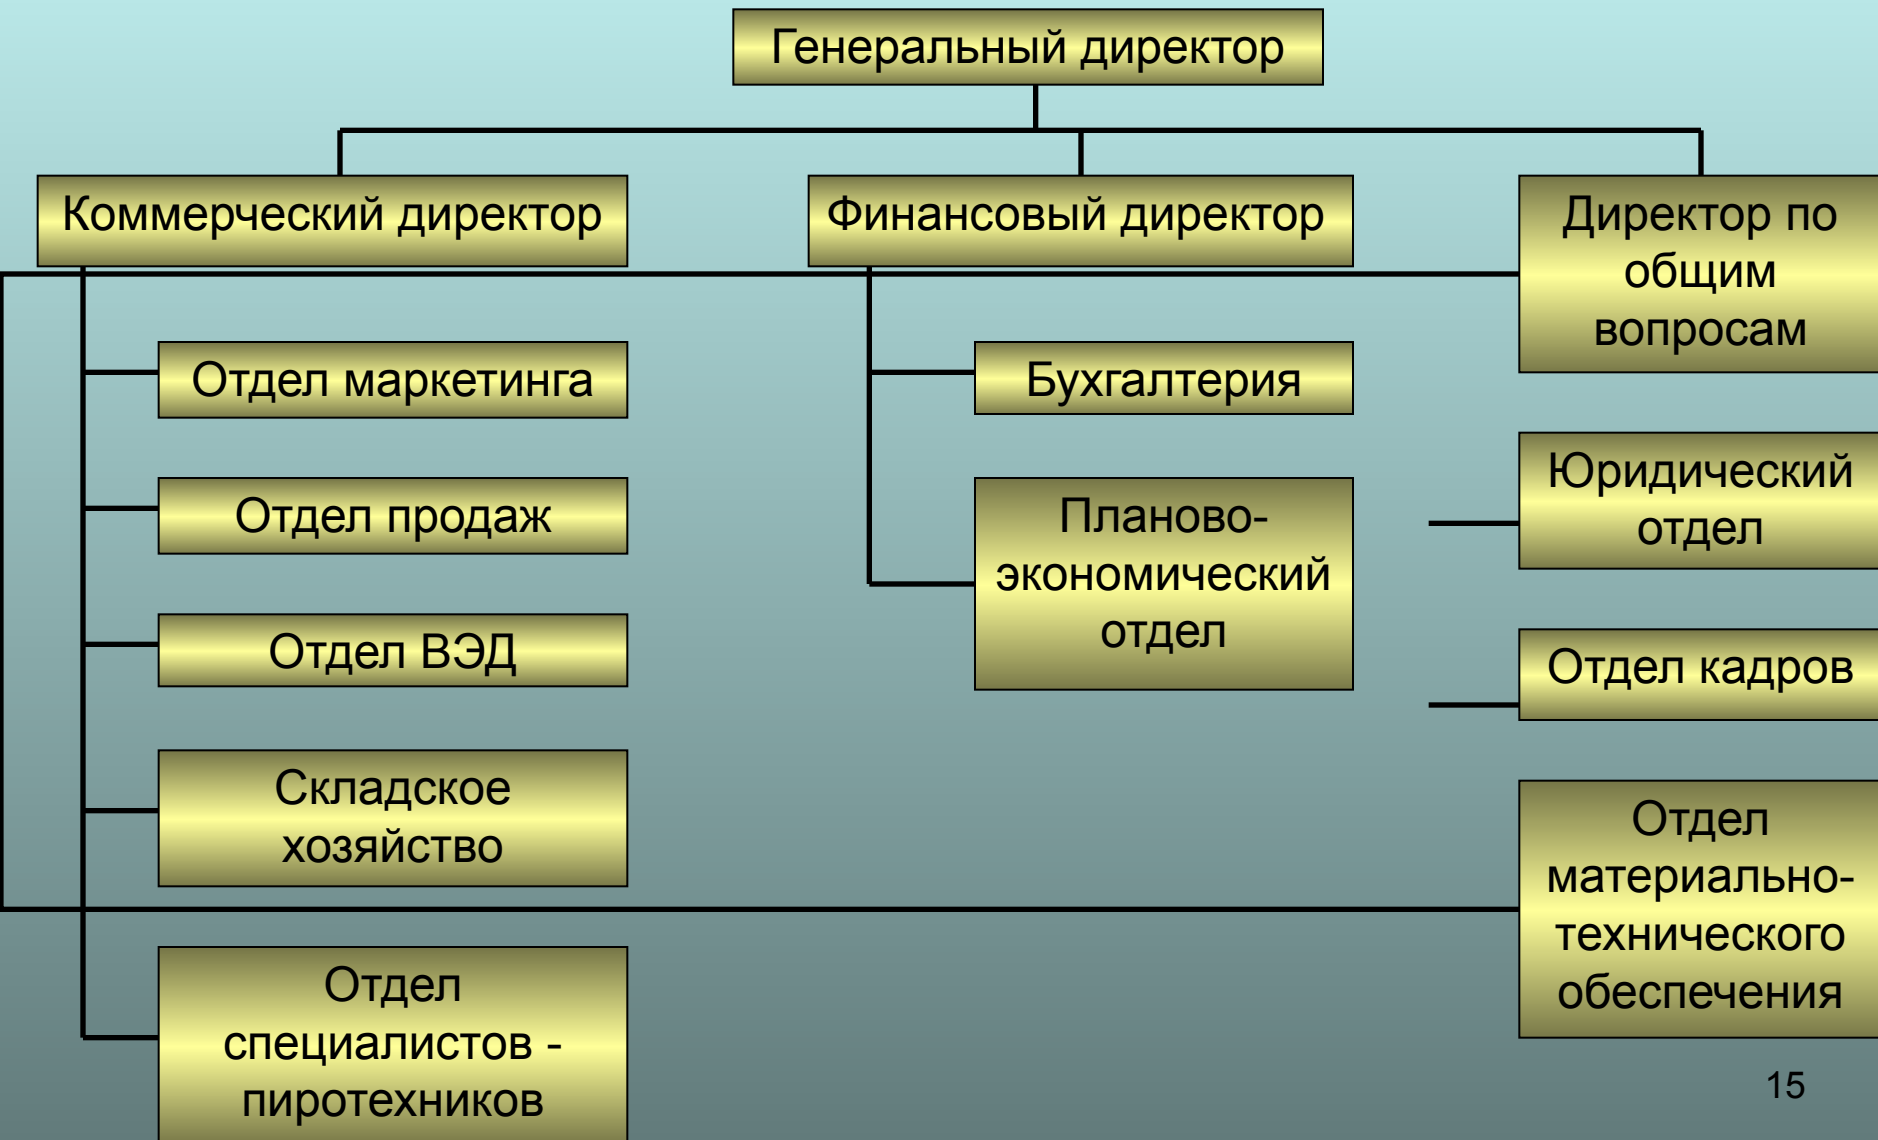 Генеральный директор
Коммерческий директор
Финансовый директор
Директор по
общим
вопросам
Отдел маркетинга
Отдел продаж
Отдел ВЭД
Складское
хозяйство
Отдел
специалистов -
пиротехников
Бухгалтерия
Планово-
экономический
отдел
Юридический
отдел
Отдел кадров
Отдел
материально-
технического
обеспечения
15